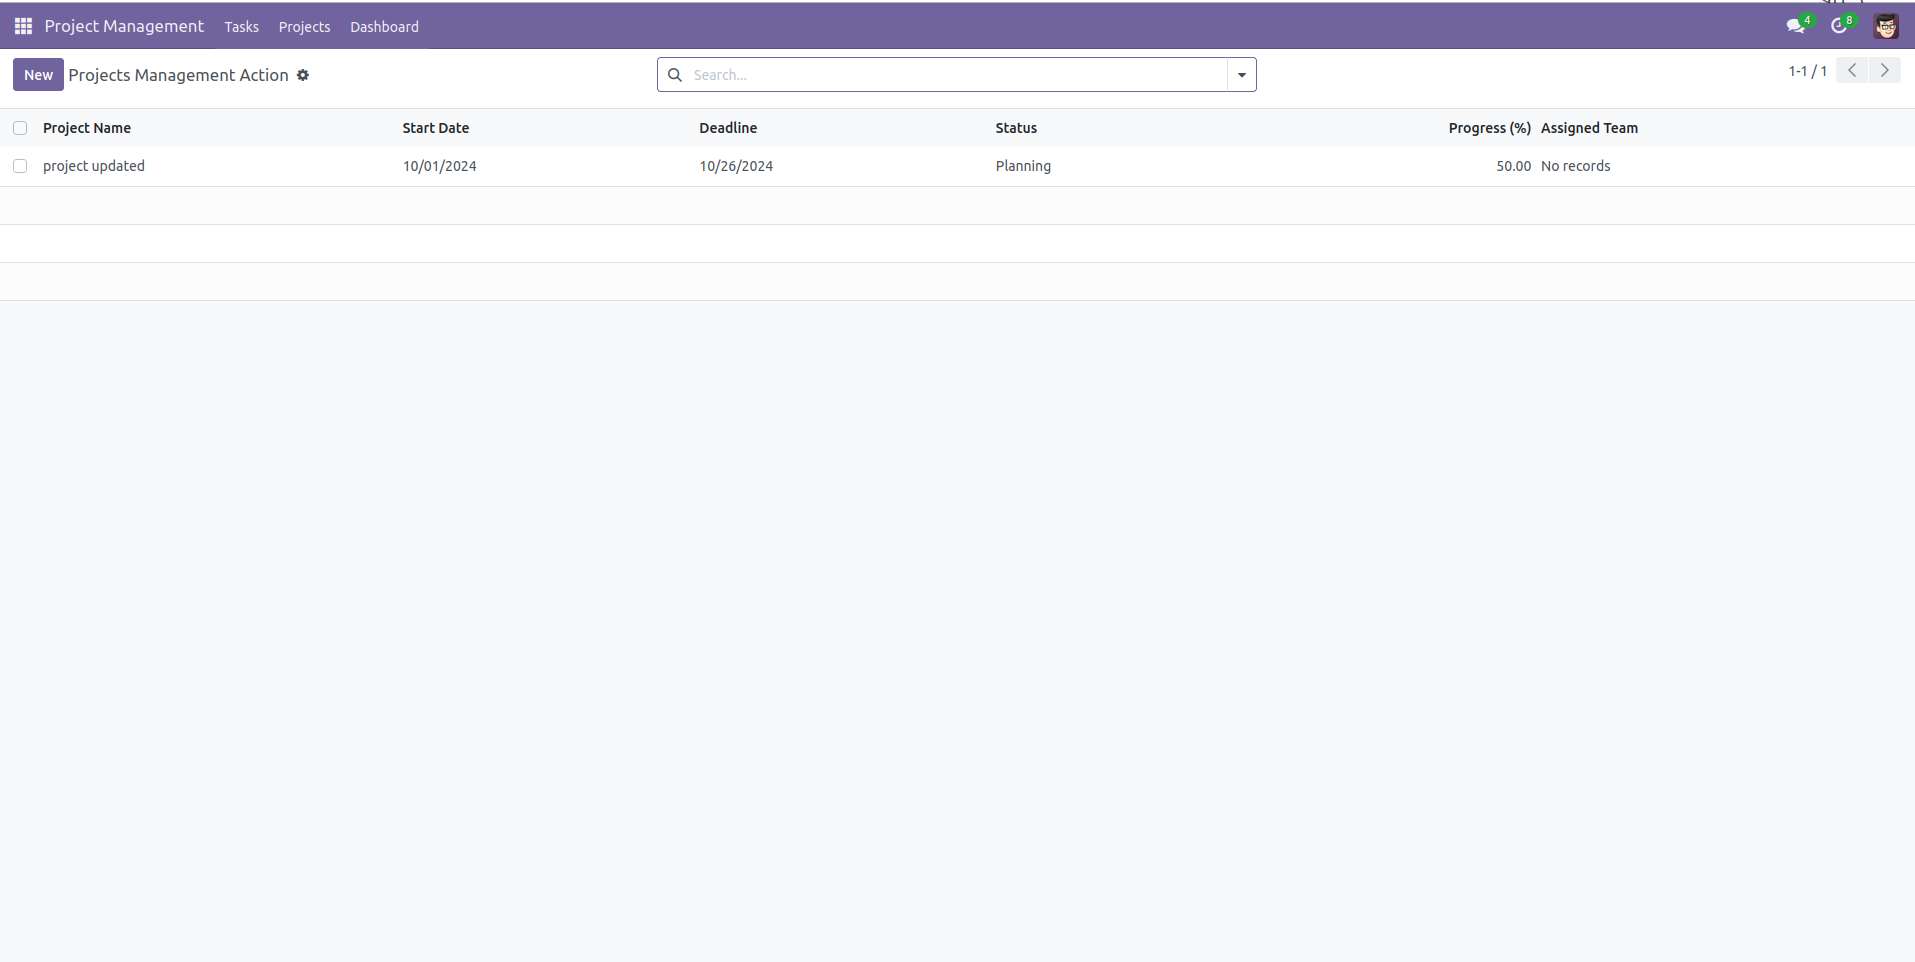 Project Management Tasks Projects Dashboard 4 8
New Projects Management Action Search... 1-1 / 1
Project Name Start Date Deadline Status Progress (%) Assigned Team
project updated 10/01/2024 10/26/2024 Planning 50.00 No records